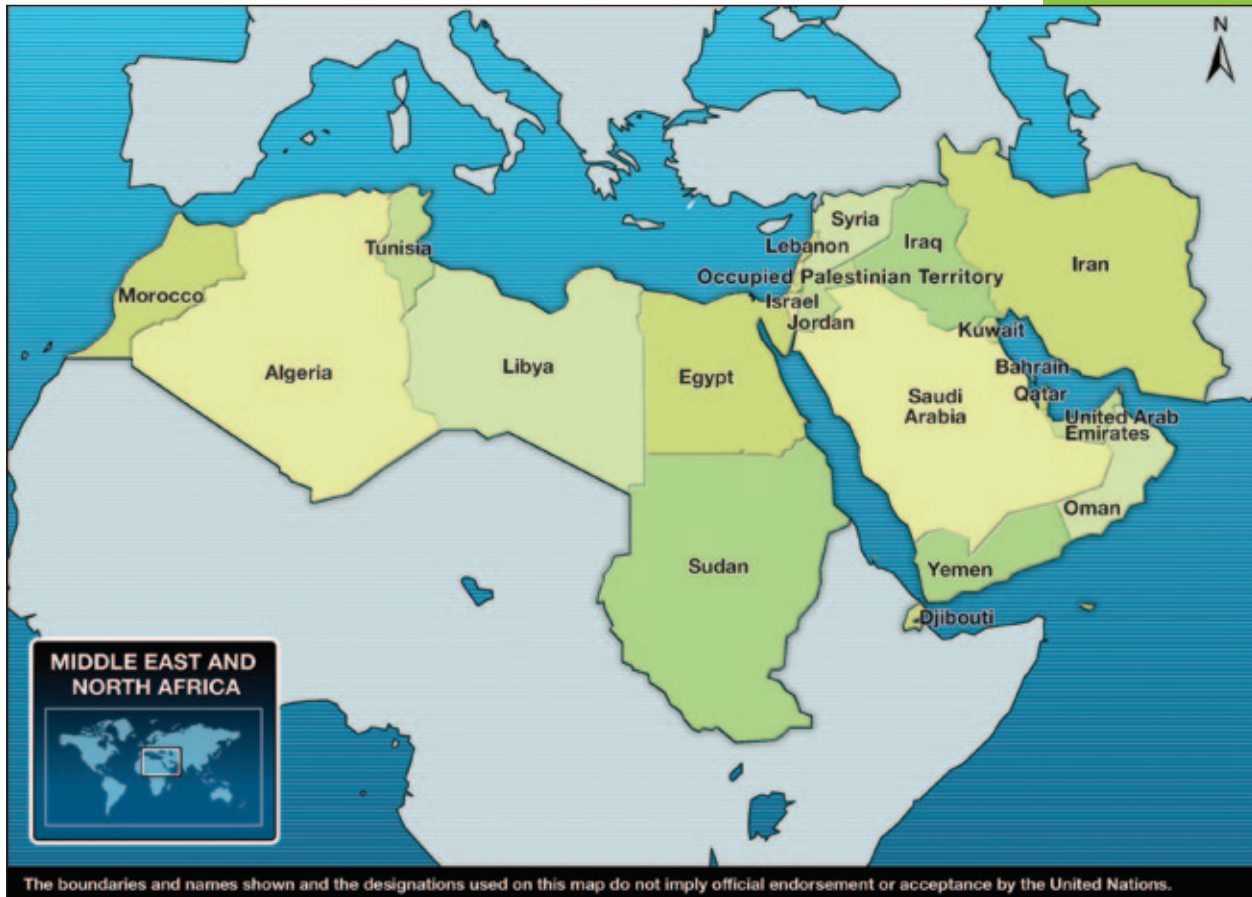 N
Syria
Lebanon
Iraq
Tunisia
Iran
Occupied Palestinian Territory
Morocco
Israel
Jordan
Kuwait
Algeria
Libya
Egypt
Bahrain
Qatar
Saudi
Arabia
United Arab
Emirates
Oman
Sudan
Yemen
Djibouti
MIDDLE EAST AND
NORTH AFRICA
The boundaries and names shown and the designations used on this map do not imply official endorsement or acceptance by the United Nations.